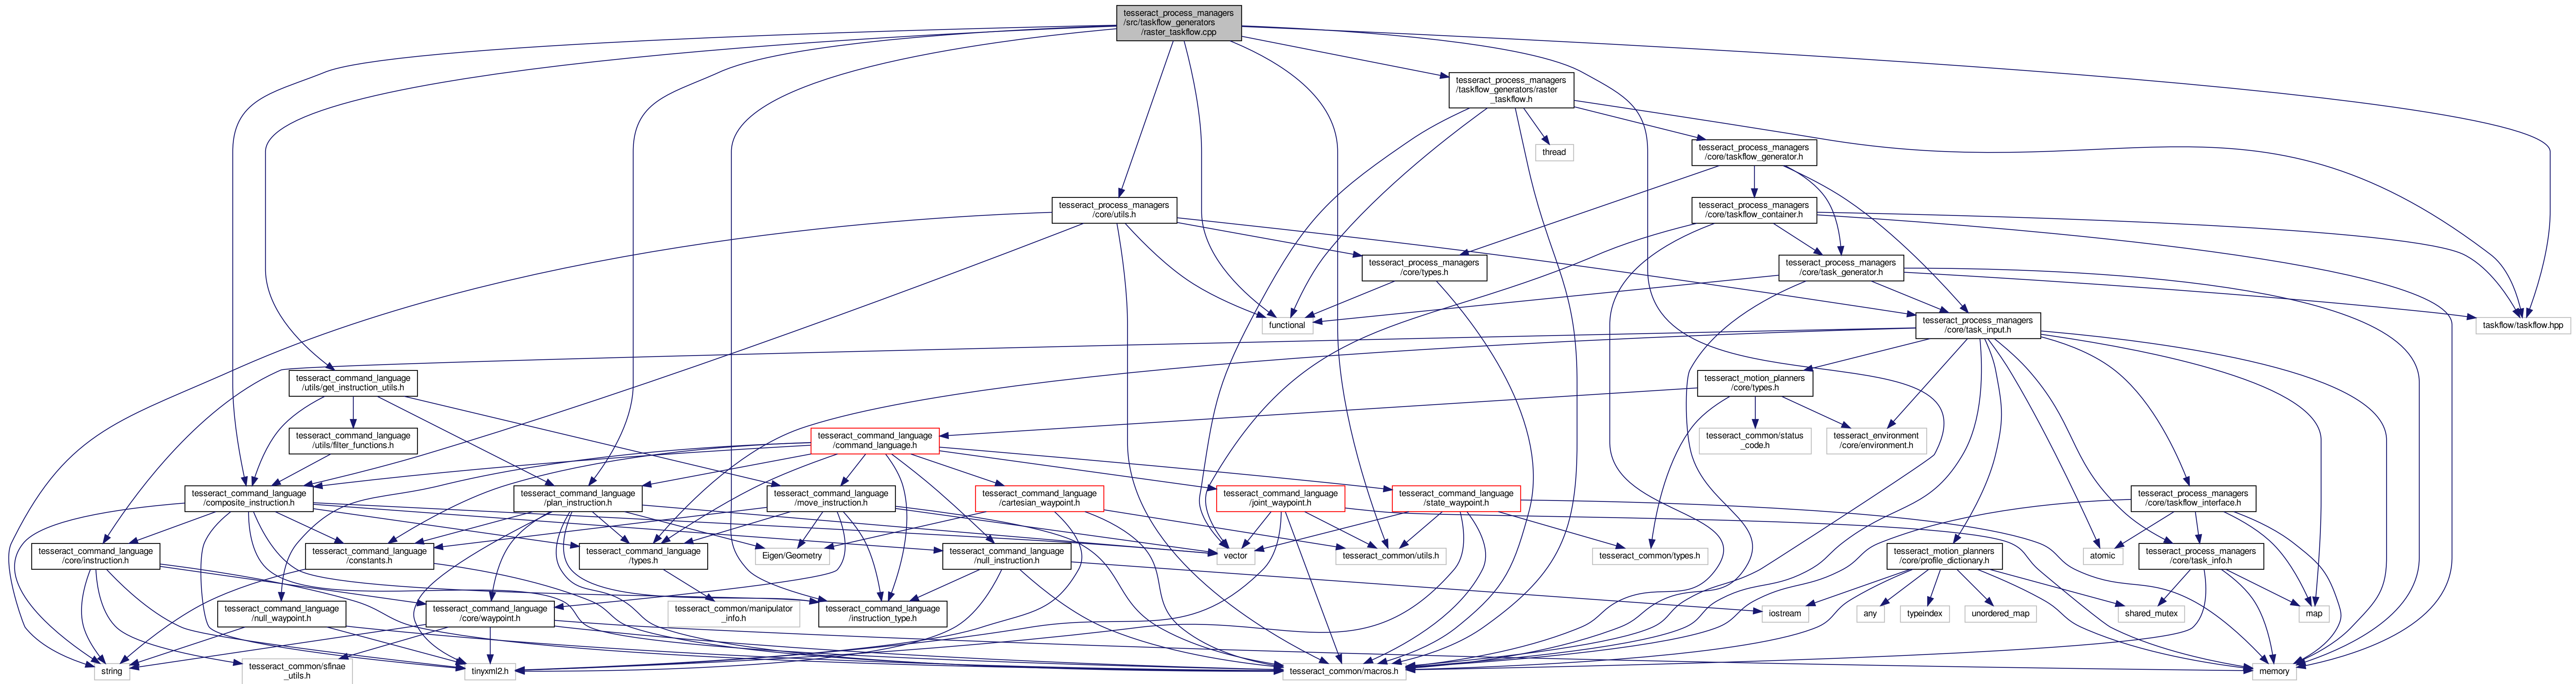 tesseract_process_managers
/src/taskflow_generators
/raster_taskflow.cpp
tesseract_process_managers
/taskflow_generators/raster
_taskflow.h
thread
tesseract_process_managers
/core/taskflow_generator.h
tesseract_process_managers
/core/utils.h
tesseract_process_managers
/core/taskflow_container.h
tesseract_process_managers
/core/types.h
tesseract_process_managers
/core/task_generator.h
functional
tesseract_process_managers
/core/task_input.h
taskflow/taskflow.hpp
tesseract_command_language
/utils/get_instruction_utils.h
tesseract_motion_planners
/core/types.h
tesseract_command_language
/utils/filter_functions.h
tesseract_command_language
/command_language.h
tesseract_common/status
_code.h
tesseract_environment
/core/environment.h
tesseract_command_language
/composite_instruction.h
tesseract_command_language
/plan_instruction.h
tesseract_command_language
/move_instruction.h
tesseract_command_language
/cartesian_waypoint.h
tesseract_command_language
/joint_waypoint.h
tesseract_command_language
/state_waypoint.h
tesseract_process_managers
/core/taskflow_interface.h
tesseract_command_language
/core/instruction.h
tesseract_command_language
/constants.h
tesseract_command_language
/types.h
Eigen/Geometry
tesseract_command_language
/null_instruction.h
vector
tesseract_common/utils.h
tesseract_common/types.h
tesseract_motion_planners
/core/profile_dictionary.h
atomic
tesseract_process_managers
/core/task_info.h
tesseract_command_language
/null_waypoint.h
tesseract_command_language
/core/waypoint.h
tesseract_common/manipulator
_info.h
tesseract_command_language
/instruction_type.h
iostream
any
typeindex
unordered_map
shared_mutex
map
string
tesseract_common/sfinae
_utils.h
tinyxml2.h
tesseract_common/macros.h
memory